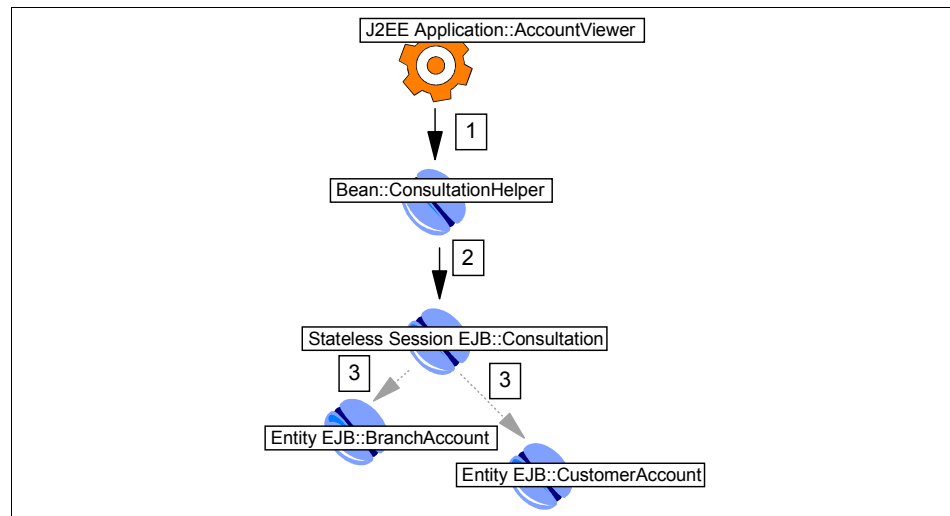 J2EE Application::AccountViewer
1
Bean::ConsultationHelper
2
Stateless Session EJB::Consultation
3
3
Entity EJB::BranchAccount
Entity EJB::CustomerAccount